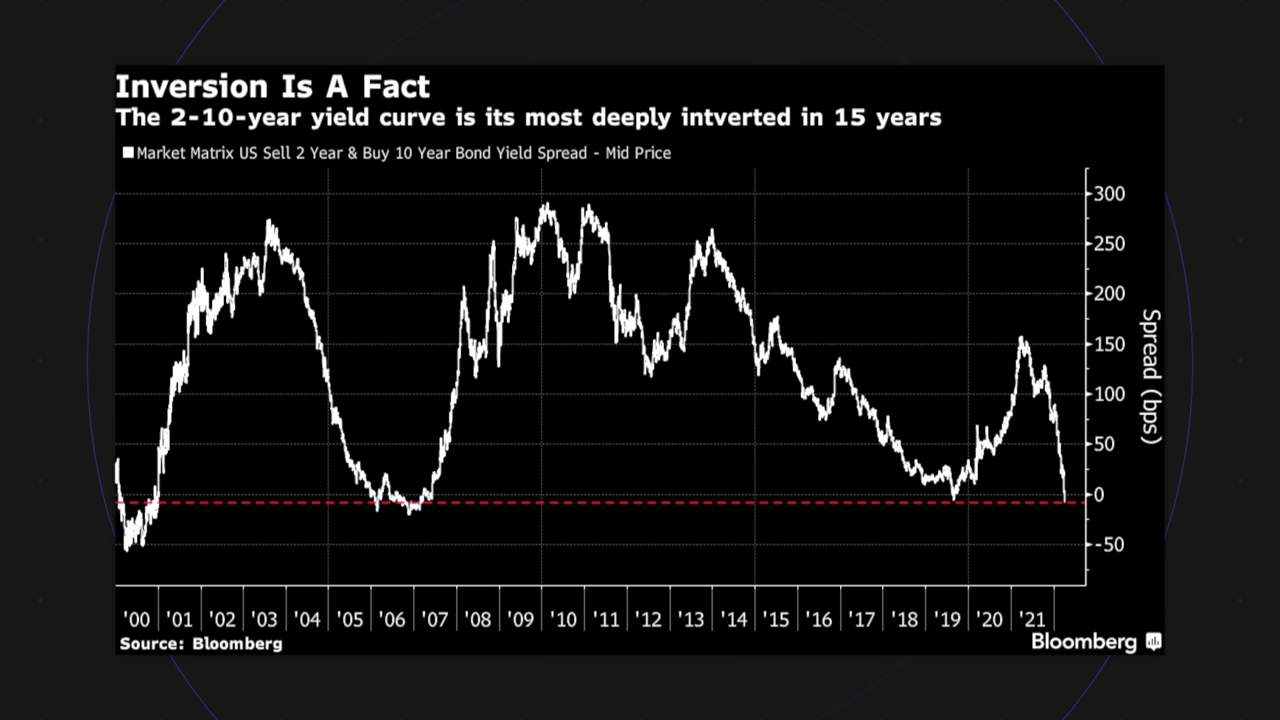 Inversion Is A Fact
The 2-10-year yield curve is its most deeply intverted in 15 years
Market Matrix US Sell 2 Year & Buy 10 Year Bond Yield Spread - Mid Price
300
250
200
150
100
50
0
-50
Spread (bps)
'00 '01 '02 '03 '04 '05 '06 '07 '08 '09 '10 '11 '12 '13 '14 '15 '16 '17 '18 '19 '20 '21
Source: Bloomberg
Bloomberg